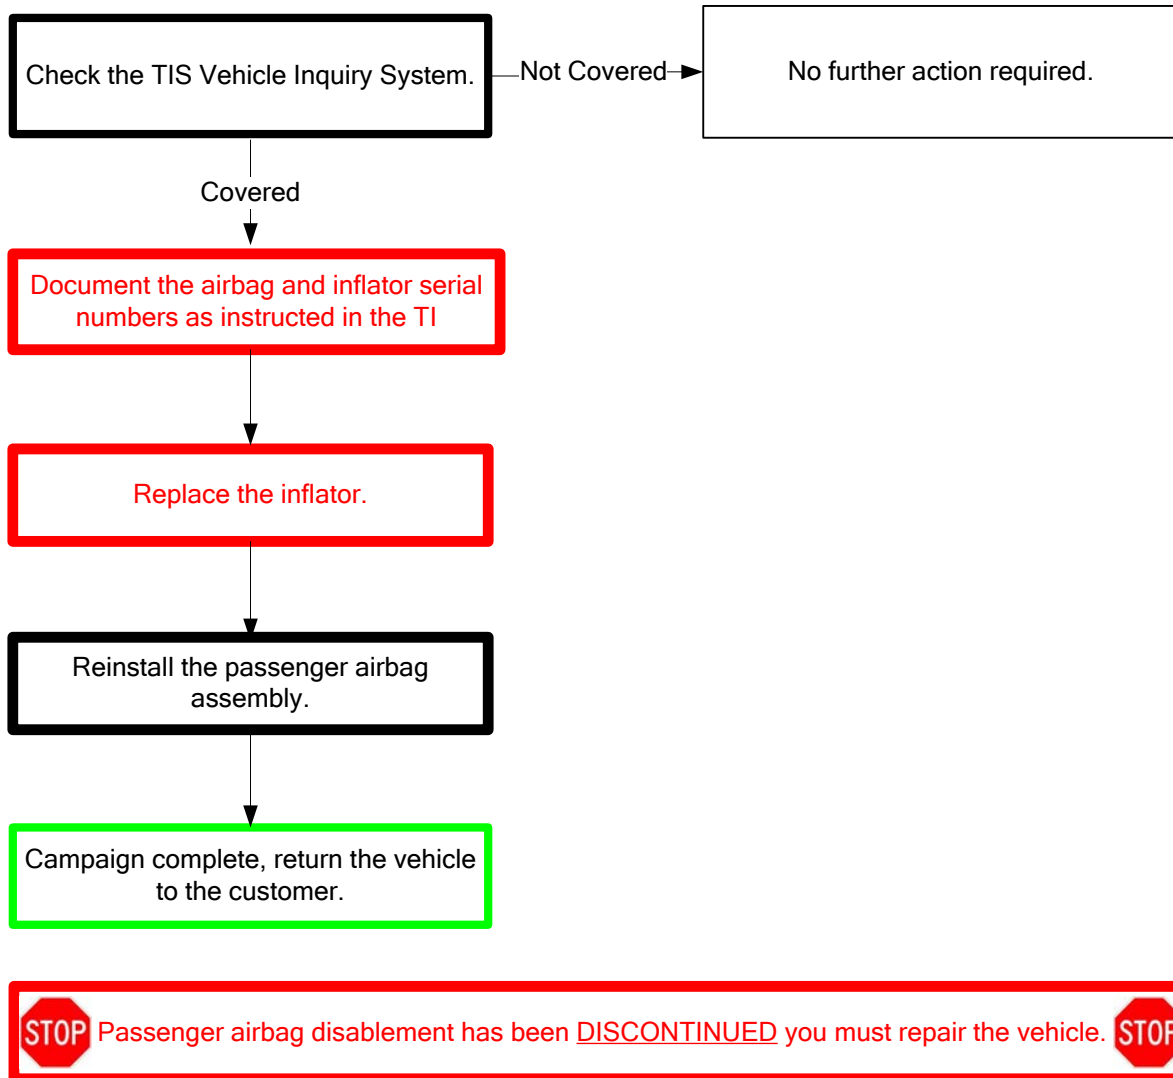 Check the TIS Vehicle Inquiry System.
Not Covered
No further action required.
Covered
Document the airbag and inflator serial
numbers as instructed in the TI
Replace the inflator.
Reinstall the passenger airbag
assembly.
Campaign complete, return the vehicle
to the customer.
STOP Passenger airbag disablement has been DISCONTINUED you must repair the vehicle. STOP